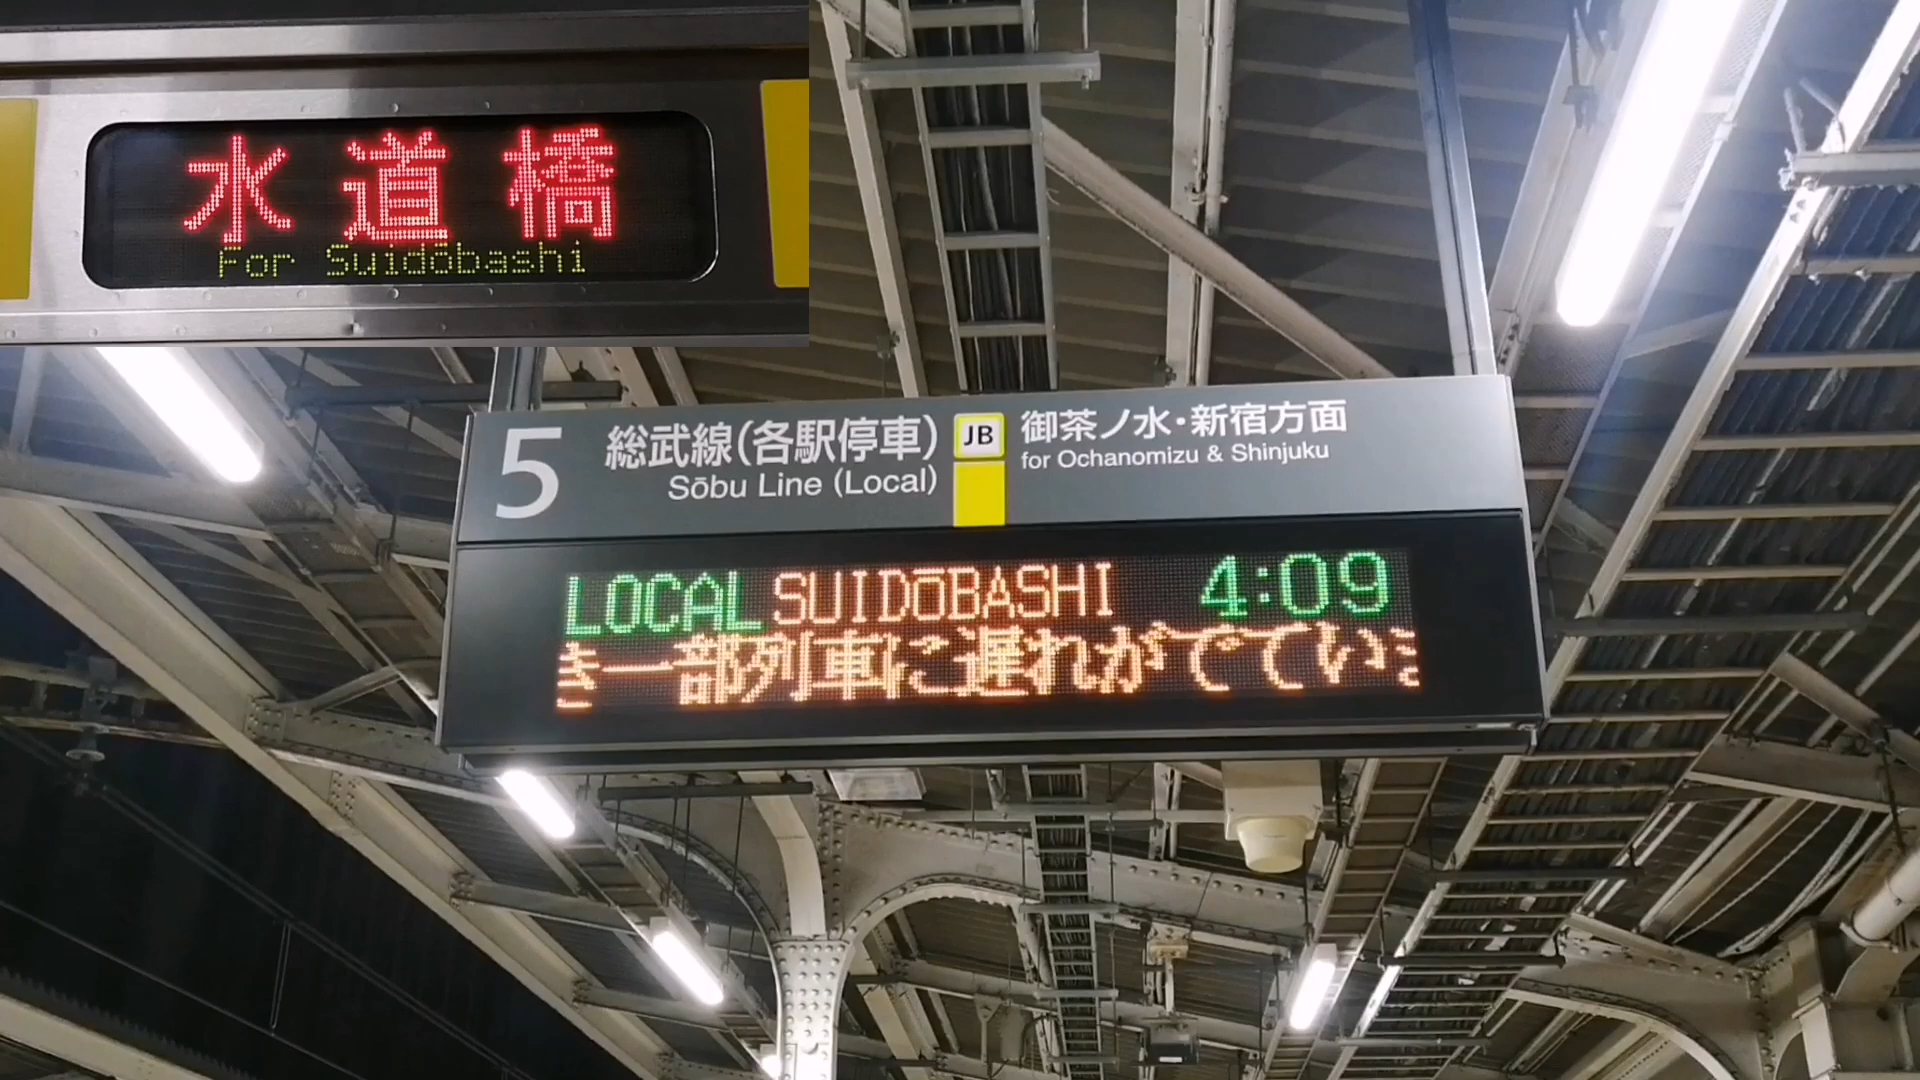 水道橋
For Suidōbashi
5
総武線(各駅停車)
Sōbu Line (Local)
JB
御茶ノ水・新宿方面
for Ochanomizu & Shinjuku
LOCAL SUIDōBASHI 4:09
き一部列車に遅れがでてい